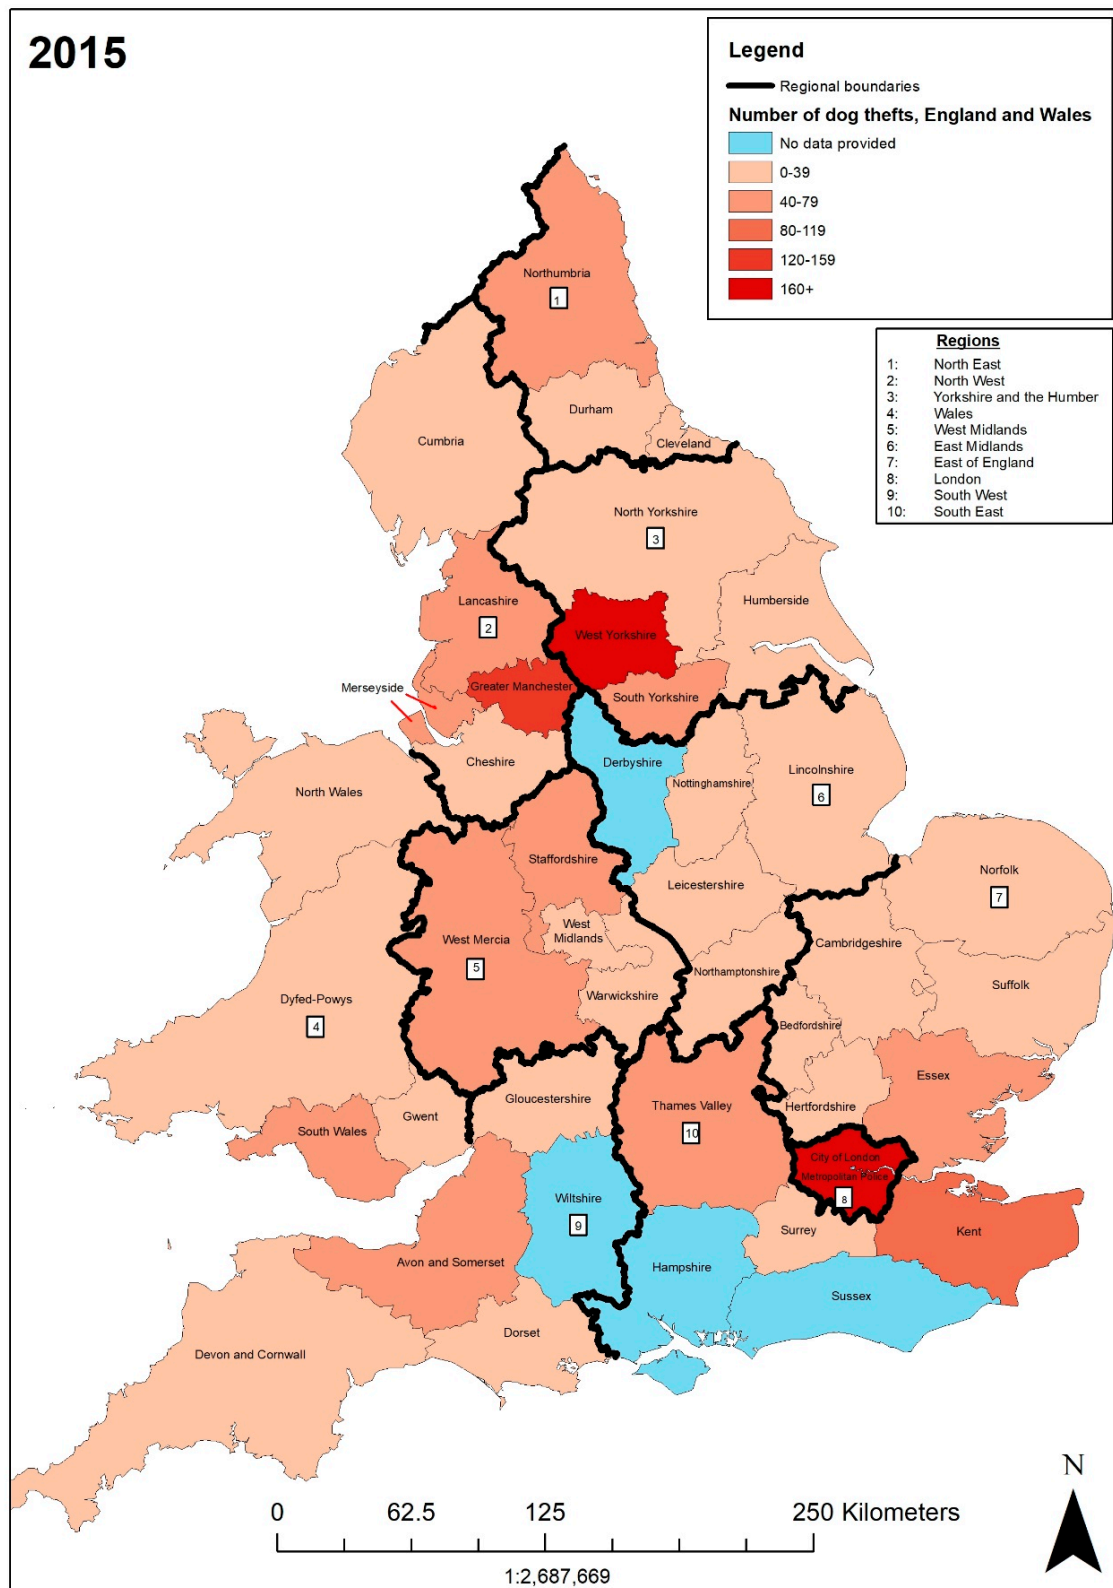 2015
Legend
Regional boundaries
Number of dog thefts, England and Wales
No data provided
0-39
40-79
80-119
120-159
160+
Regions
1: North East
2: North West
3: Yorkshire and the Humber
4: Wales
5: West Midlands
6: East Midlands
7: East of England
8: London
9: South West
10: South East
Northumbria
1
Durham
Cleveland
Cumbria
North Yorkshire
3
Humberside
Lancashire
2
West Yorkshire
Merseyside
Greater Manchester
South Yorkshire
Cheshire
Derbyshire
Nottinghamshire
Lincolnshire
6
North Wales
Staffordshire
Leicestershire
Norfolk
7
West Mercia
5
West
Midlands
Cambridgeshire
Northamptonshire
Suffolk
Warwickshire
Dyfed-Powys
4
Bedfordshire
Essex
Gwent
Gloucestershire
Thames Valley
10
Hertfordshire
South Wales
City of London
Metropolitan Police
8
Wiltshire
9
Surrey
Kent
Avon and Somerset
Hampshire
Sussex
Dorset
Devon and Cornwall
N
0 62.5 125 250 Kilometers
1:2,687,669